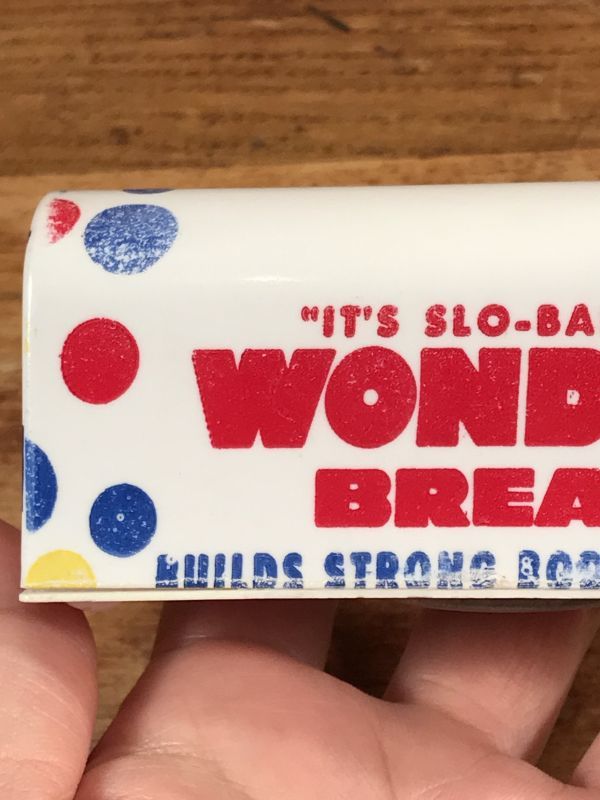 "IT'S SLO-BA
WOND
BREA
BUILDS STRONG BO